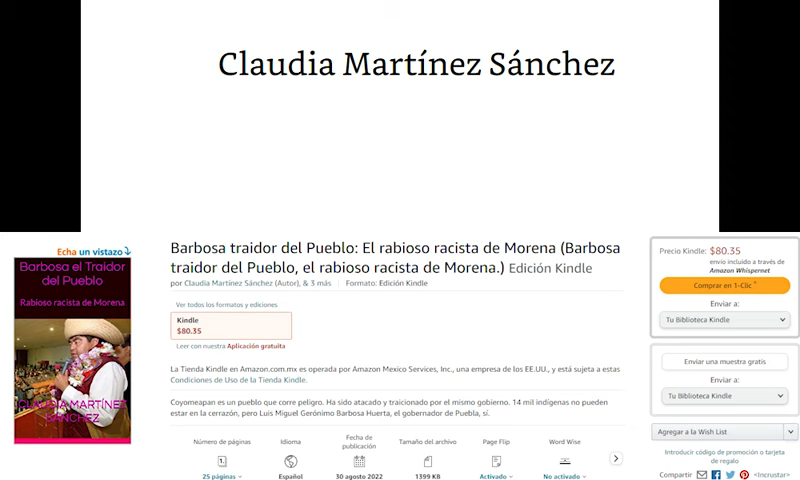 Claudia Martínez Sánchez
Echa un vistazo
Barbosa el Traidor
del Pueblo
Rabioso racista de Morena
CLAUDIA MARTÍNEZ
SÁNCHEZ
Barbosa traidor del Pueblo: El rabioso racista de Morena (Barbosa
traidor del Pueblo, el rabioso racista de Morena.) Edición Kindle
por Claudia Martínez Sánchez (Autor), & 3 más | Formato: Edición Kindle
Ver todos los formatos y ediciones
Kindle
$80.35
Leer con nuestra Aplicación gratuita
La Tienda Kindle en Amazon.com.mx es operada por Amazon Mexico Services, Inc., una empresa de los EE.UU., y está sujeta a estas
Condiciones de Uso de la Tienda Kindle.
Coyomeapan es un pueblo que corre peligro. Ha sido atacado y traicionado por el mismo gobierno. 14 mil indígenas no pueden
estar en la cerrazón, pero Luis Miguel Gerónimo Barbosa Huerta, el gobernador de Puebla, sí.
Número de páginas
25 páginas
Idioma
Español
Fecha de
publicación
30 agosto 2022
Tamaño del archivo
1399 KB
Page Flip
Activado
Word Wise
No activado
Precio Kindle: $80.35
envío incluido a través de
Amazon Whispernet
Comprar en 1-Clic®
Enviar a:
Tu Biblioteca Kindle
Enviar una muestra gratis
Enviar a:
Tu Biblioteca Kindle
Agregar a la Wish List
Introducir código de promoción o tarjeta
de regalo
Compartir <Incrustar>